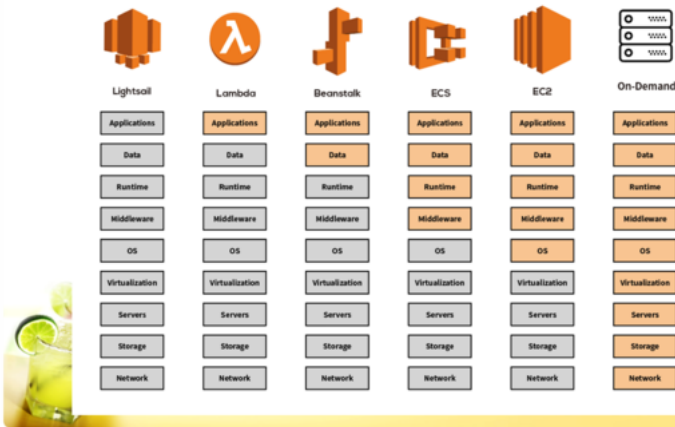 Lightsail Lambda Beanstalk ECS EC2 On-Demand
Applications Applications Applications Applications Applications Applications
Data Data Data Data Data Data
Runtime Runtime Runtime Runtime Runtime Runtime
Middleware Middleware Middleware Middleware Middleware Middleware
OS OS OS OS OS OS
Virtualization Virtualization Virtualization Virtualization Virtualization Virtualization
Servers Servers Servers Servers Servers Servers
Storage Storage Storage Storage Storage Storage
Network Network Network Network Network Network